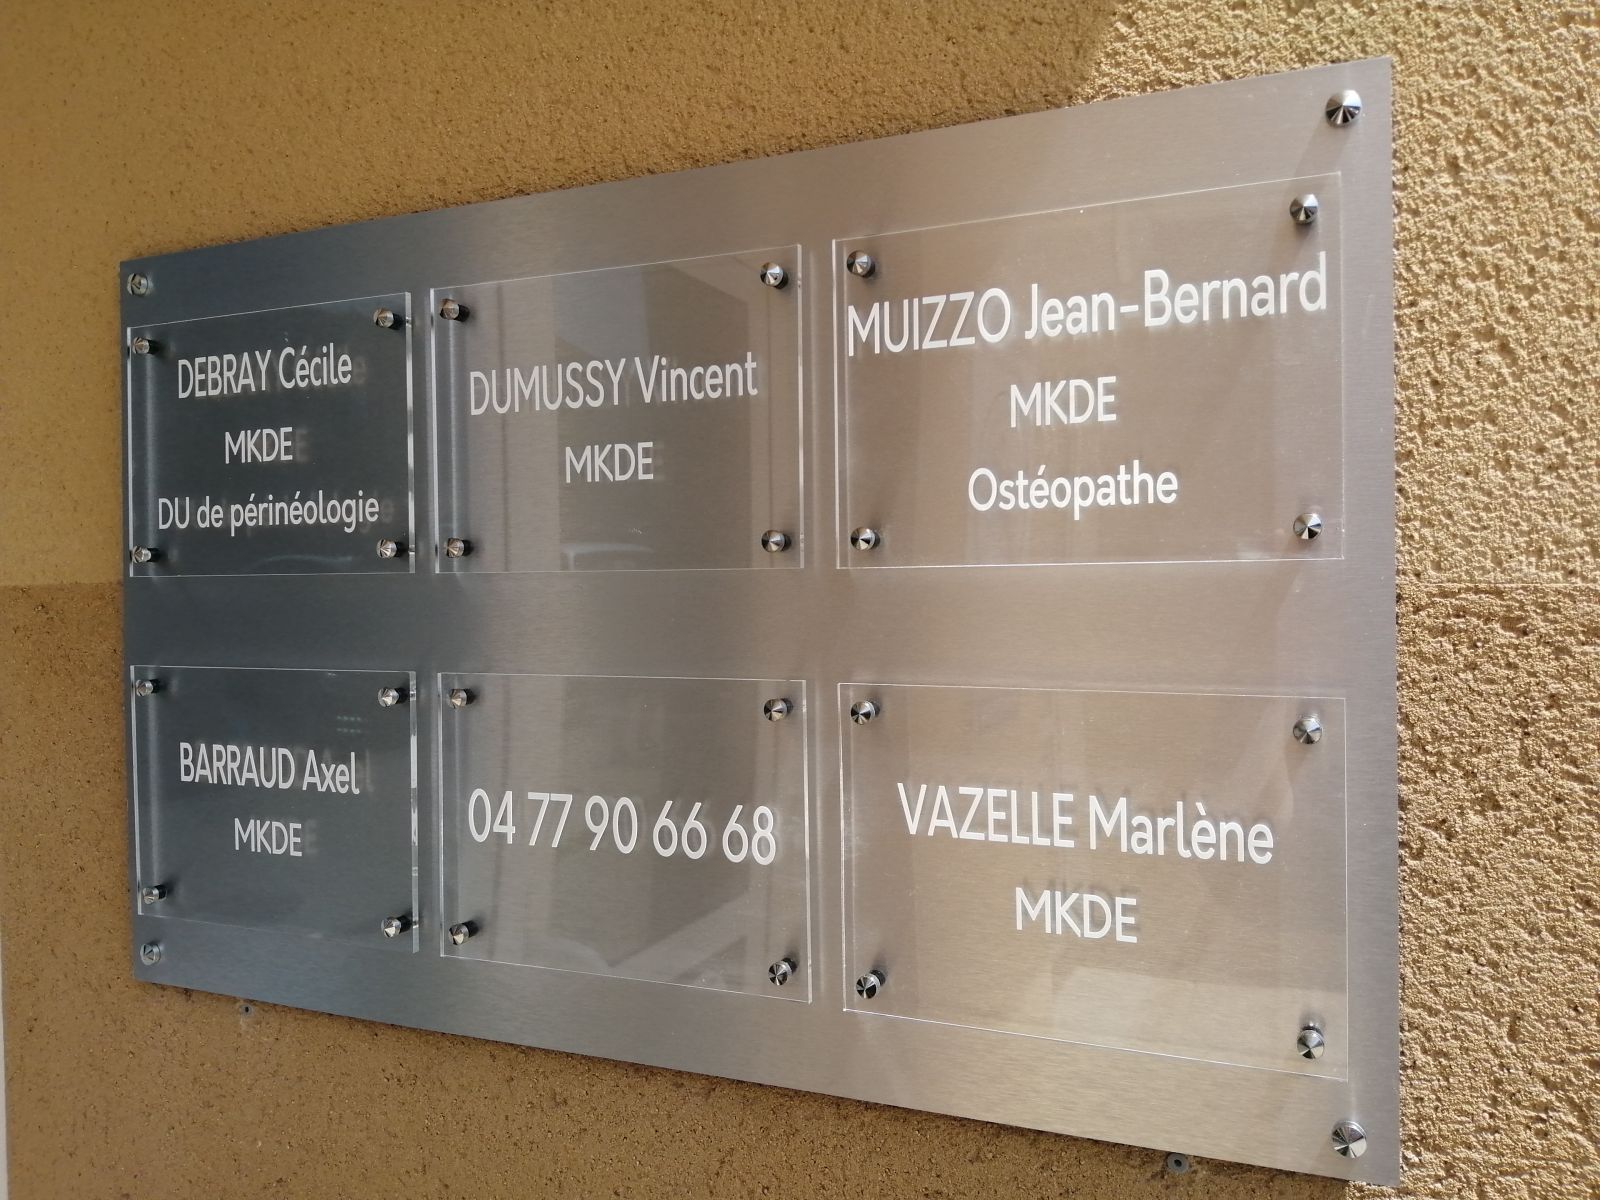 DEBRAY Cécile
MKDE
DU de périnéologie
DUMUSSY Vincent
MKDE
MUIZZO Jean-Bernard
MKDE
Ostéopathe
BARRAUD Axel
MKDE
04 77 90 66 68
VAZELLE Marlène
MKDE